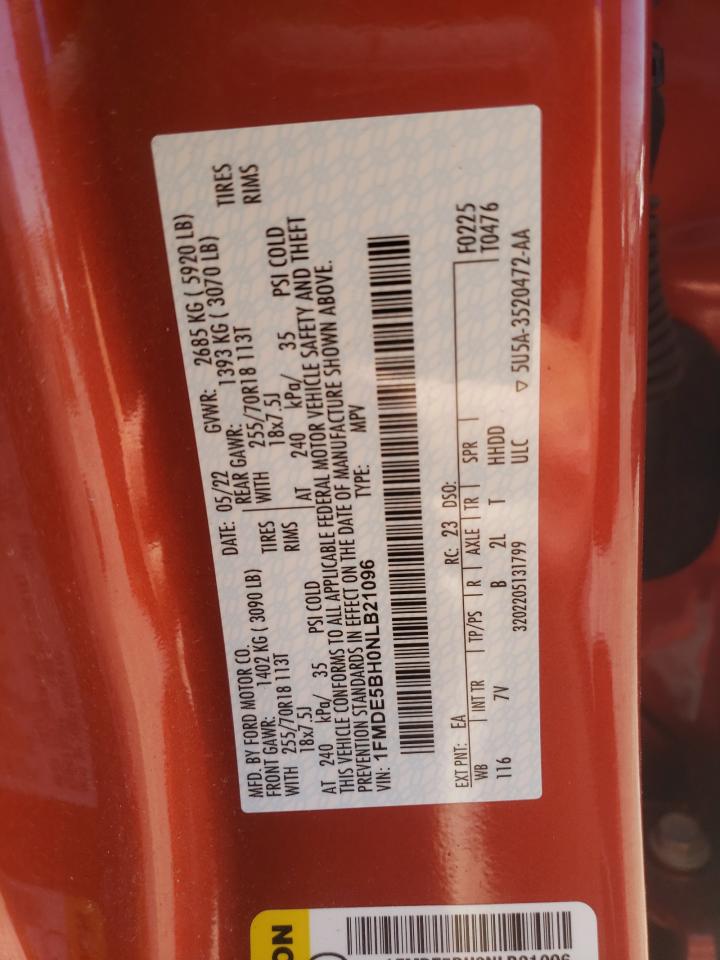 MFD. BY FORD MOTOR CO.
DATE: 05/22 GVWR: 2685 KG ( 5920 LB)
FRONT GAWR: 1402 KG ( 3090 LB) REAR GAWR: 1393 KG ( 3070 LB)
WITH 255/70R18 113T TIRES WITH 255/70R18 113T TIRES
18x7.5J RIMS 18x7.5J RIMS
AT 240 kPa/ 35 PSI COLD AT 240 kPa/ 35 PSI COLD
THIS VEHICLE CONFORMS TO ALL APPLICABLE FEDERAL MOTOR VEHICLE SAFETY AND THEFT
PREVENTION STANDARDS IN EFFECT ON THE DATE OF MANUFACTURE SHOWN ABOVE.
VIN: 1FMDE5BH0NLB21096 TYPE: MPV
EXT PNT: EA RC: 23 DSO: F0225
WB INT TR TP/PS R AXLE TR SPR T0476
116 7V B 2L T HHDD
3202205131799 ULC ▽ 5U5A-3520472-AA